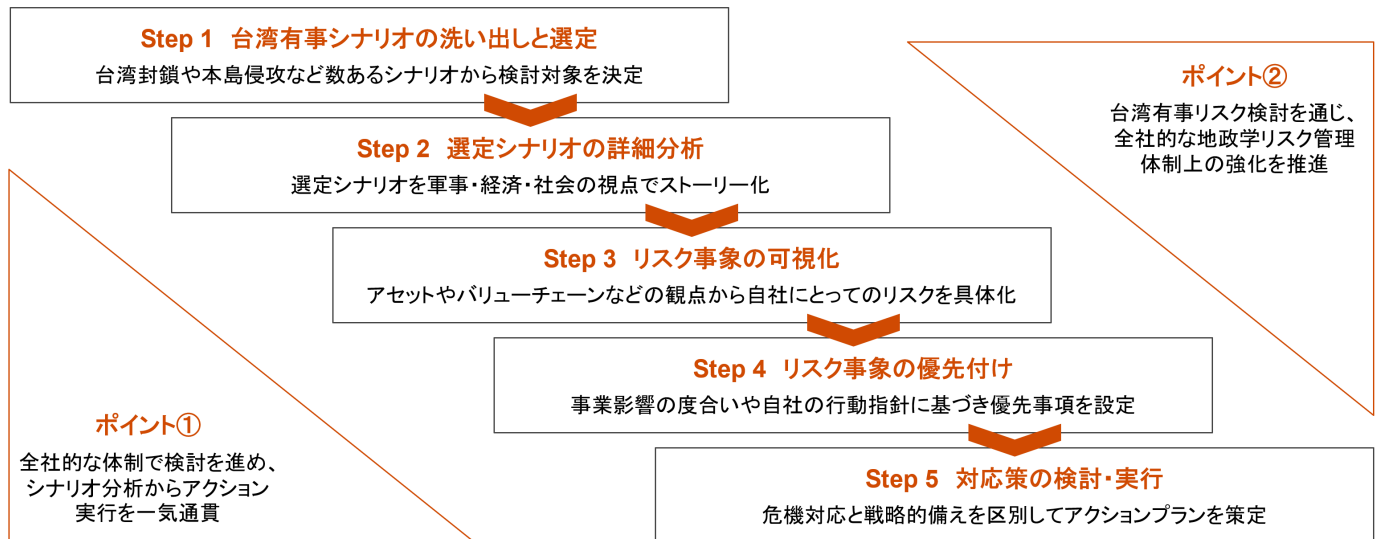 Step 1 台湾有事シナリオの洗い出しと選定
台湾封鎖や本島侵攻など数あるシナリオから検討対象を決定
Step 2 選定シナリオの詳細分析
選定シナリオを軍事・経済・社会の視点でストーリー化
Step 3 リスク事象の可視化
アセットやバリューチェーンなどの観点から自社にとってのリスクを具体化
Step 4 リスク事象の優先付け
事業影響の度合いや自社の行動指針に基づき優先事項を設定
Step 5 対応策の検討・実行
危機対応と戦略的備えを区別してアクションプランを策定
ポイント①
全社的な体制で検討を進め、
シナリオ分析からアクション
実行を一気通貫
ポイント②
台湾有事リスク検討を通じ、
全社的な地政学リスク管理
体制上の強化を推進